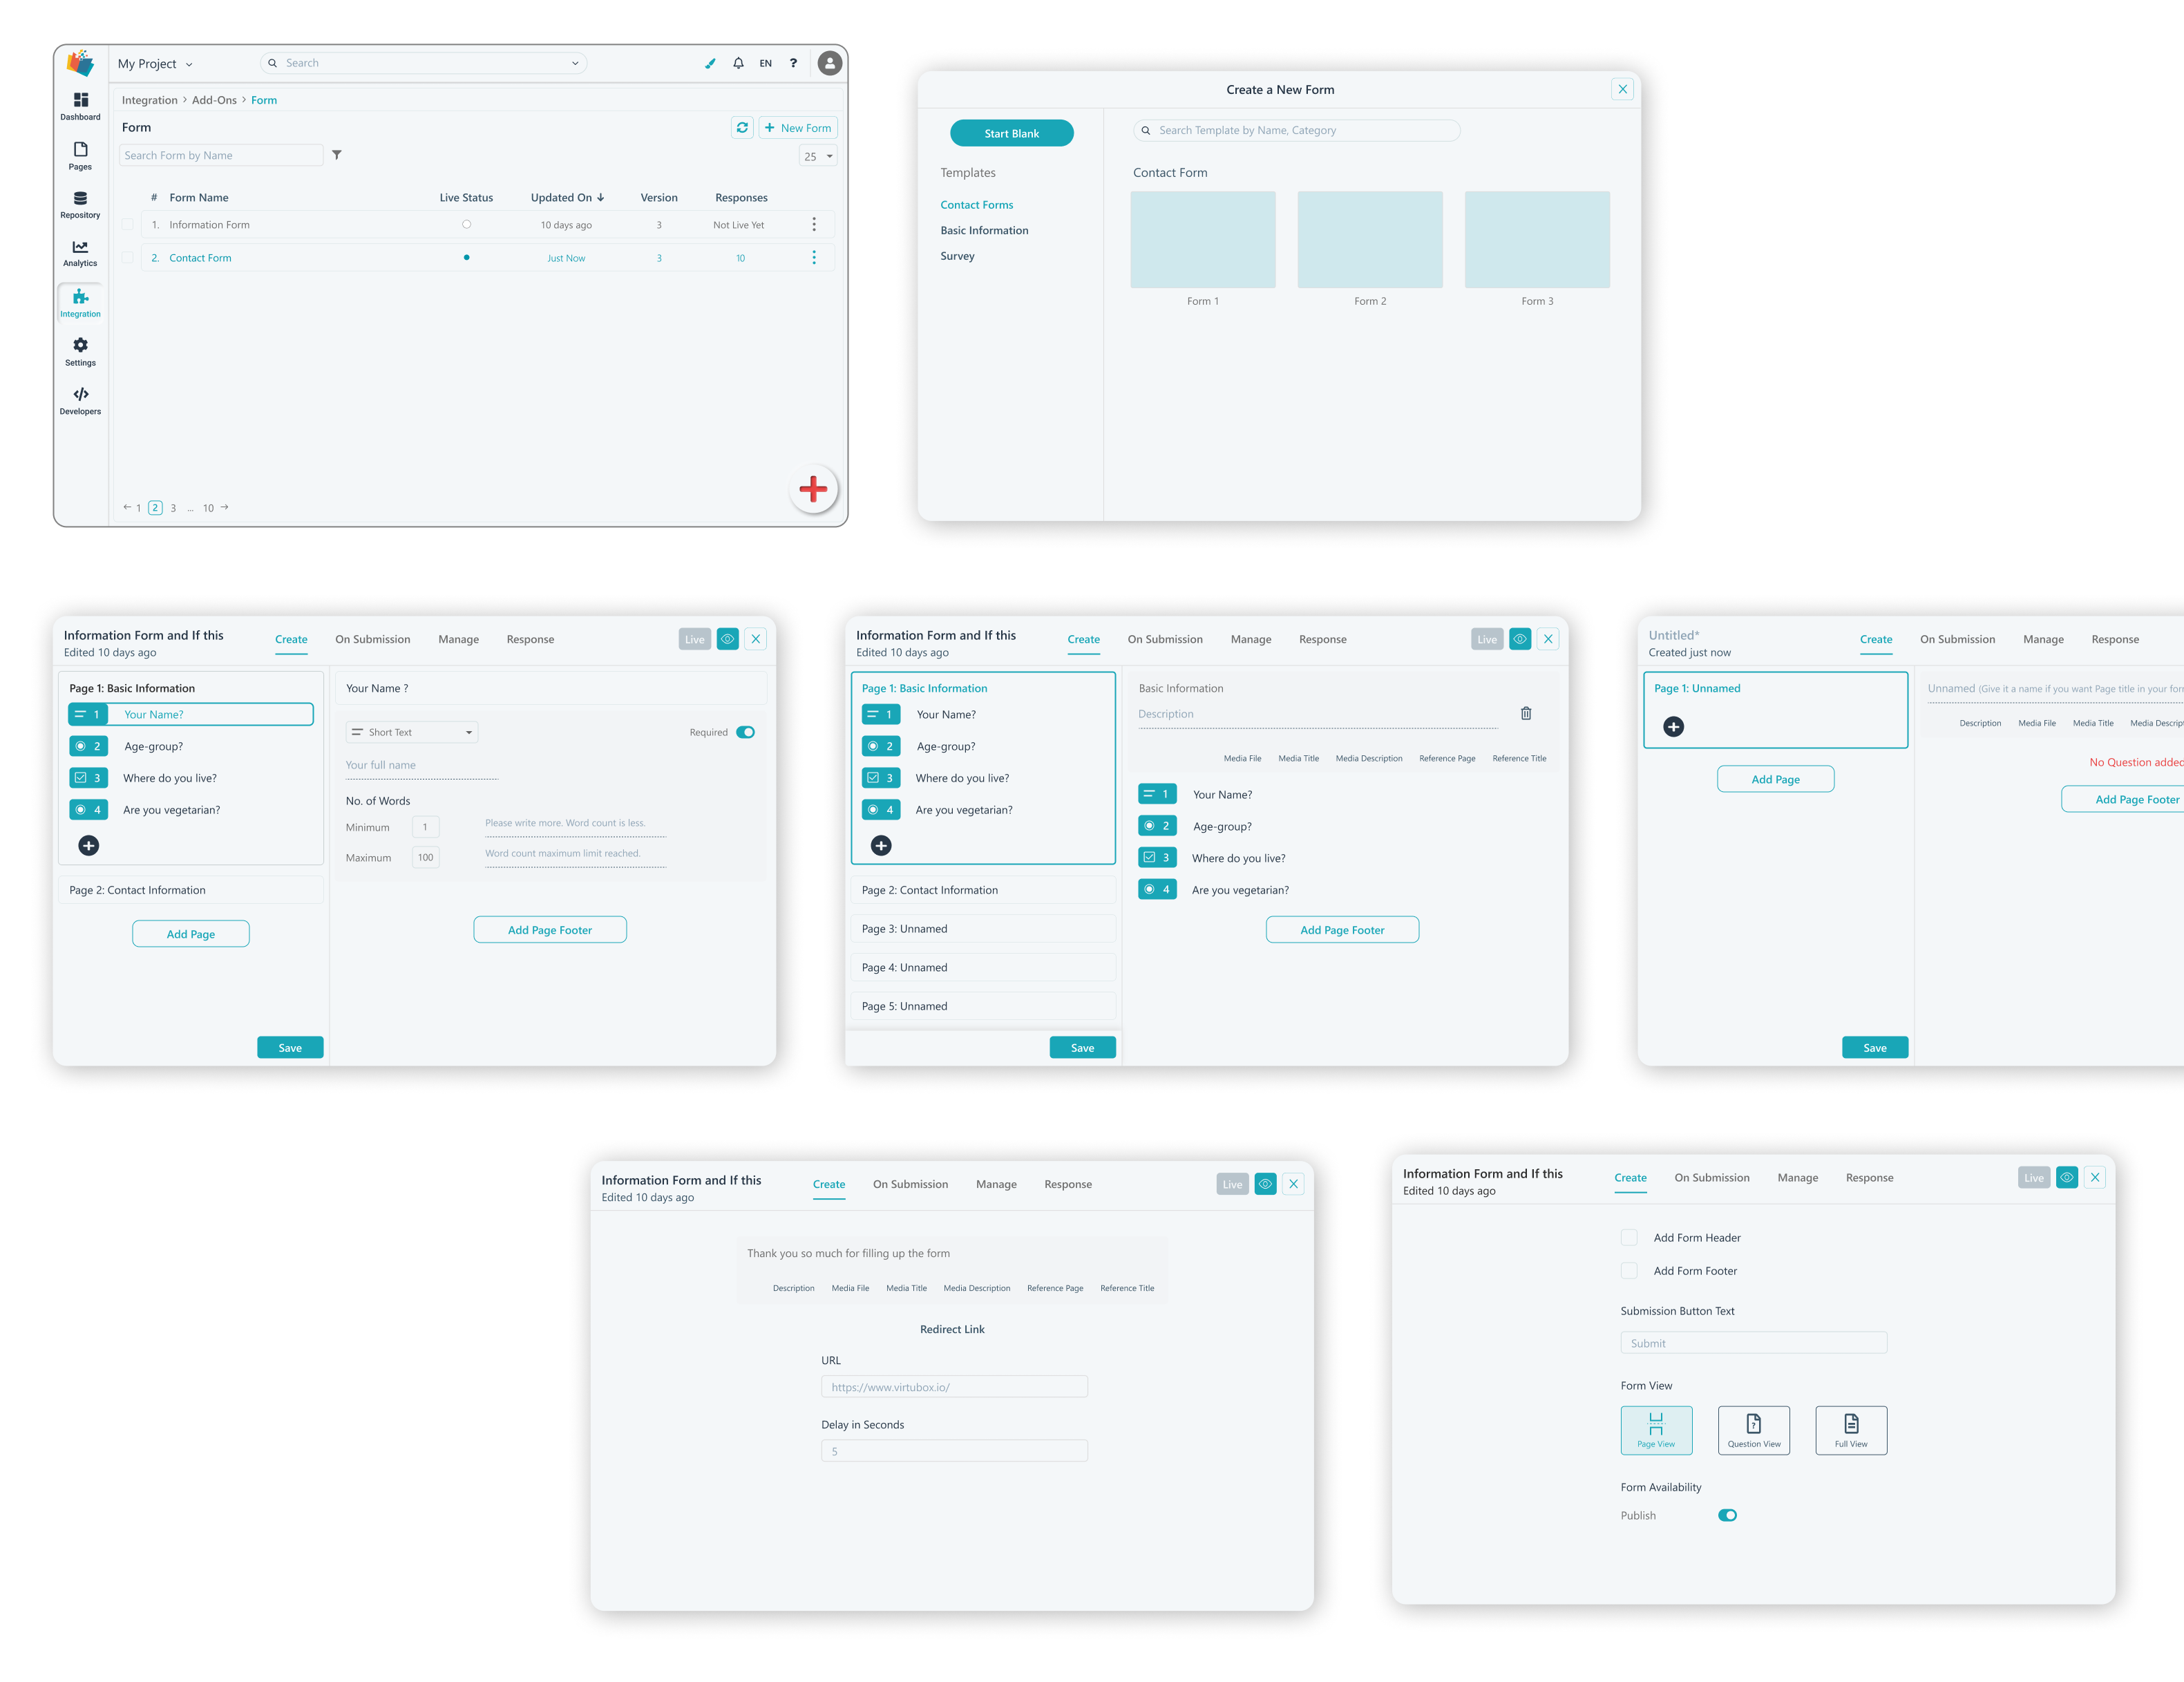 My Project
Search
EN
?
Dashboard
Pages
Repository
Analytics
Integration
Settings
Developers
Integration > Add-Ons > Form
Form
New Form
Search Form by Name
25
# Form Name Live Status Updated On Version Responses
1. Information Form 10 days ago 3 Not Live Yet
2. Contact Form Just Now 3 10
1 2 3 ... 10
Create a New Form
Start Blank
Search Template by Name, Category
Templates
Contact Forms
Basic Information
Survey
Contact Form
Form 1 Form 2 Form 3
Information Form and If this
Edited 10 days ago
Create On Submission Manage Response
Live
Page 1: Basic Information
1 Your Name?
2 Age-group?
3 Where do you live?
4 Are you vegetarian?
Page 2: Contact Information
Add Page
Save
Your Name ?
Short Text
Required
Your full name
No. of Words
Minimum 1 Please write more. Word count is less.
Maximum 100 Word count maximum limit reached.
Add Page Footer
Information Form and If this
Edited 10 days ago
Create On Submission Manage Response
Live
Page 1: Basic Information
1 Your Name?
2 Age-group?
3 Where do you live?
4 Are you vegetarian?
Page 2: Contact Information
Page 3: Unnamed
Page 4: Unnamed
Page 5: Unnamed
Save
Basic Information
Description
Media File Media Title Media Description Reference Page Reference Title
1 Your Name?
2 Age-group?
3 Where do you live?
4 Are you vegetarian?
Add Page Footer
Untitled*
Created just now
Create On Submission Manage Response
Page 1: Unnamed
Add Page
Save
Unnamed (Give it a name if you want Page title in your for
Description Media File Media Title Media Descrip
No Question added
Add Page Footer
Information Form and If this
Edited 10 days ago
Create On Submission Manage Response
Live
Thank you so much for filling up the form
Description Media File Media Title Media Description Reference Page Reference Title
Redirect Link
URL
https://www.virtubox.io/
Delay in Seconds
5
Information Form and If this
Edited 10 days ago
Create On Submission Manage Response
Live
Add Form Header
Add Form Footer
Submission Button Text
Submit
Form View
Page View Question View Full View
Form Availability
Publish